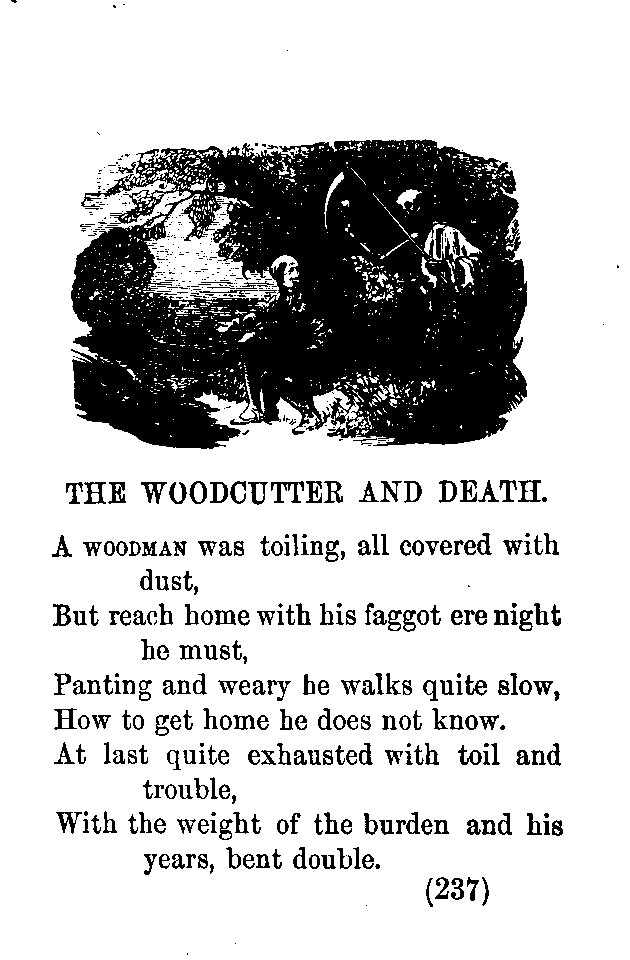 THE WOODCUTTER AND DEATH.
A WOODMAN was toiling, all covered with
dust,
But reach home with his faggot ere night
he must,
Panting and weary he walks quite slow,
How to get home he does not know.
At last quite exhausted with toil and
trouble,
With the weight of the burden and his
years, bent double.
(237)